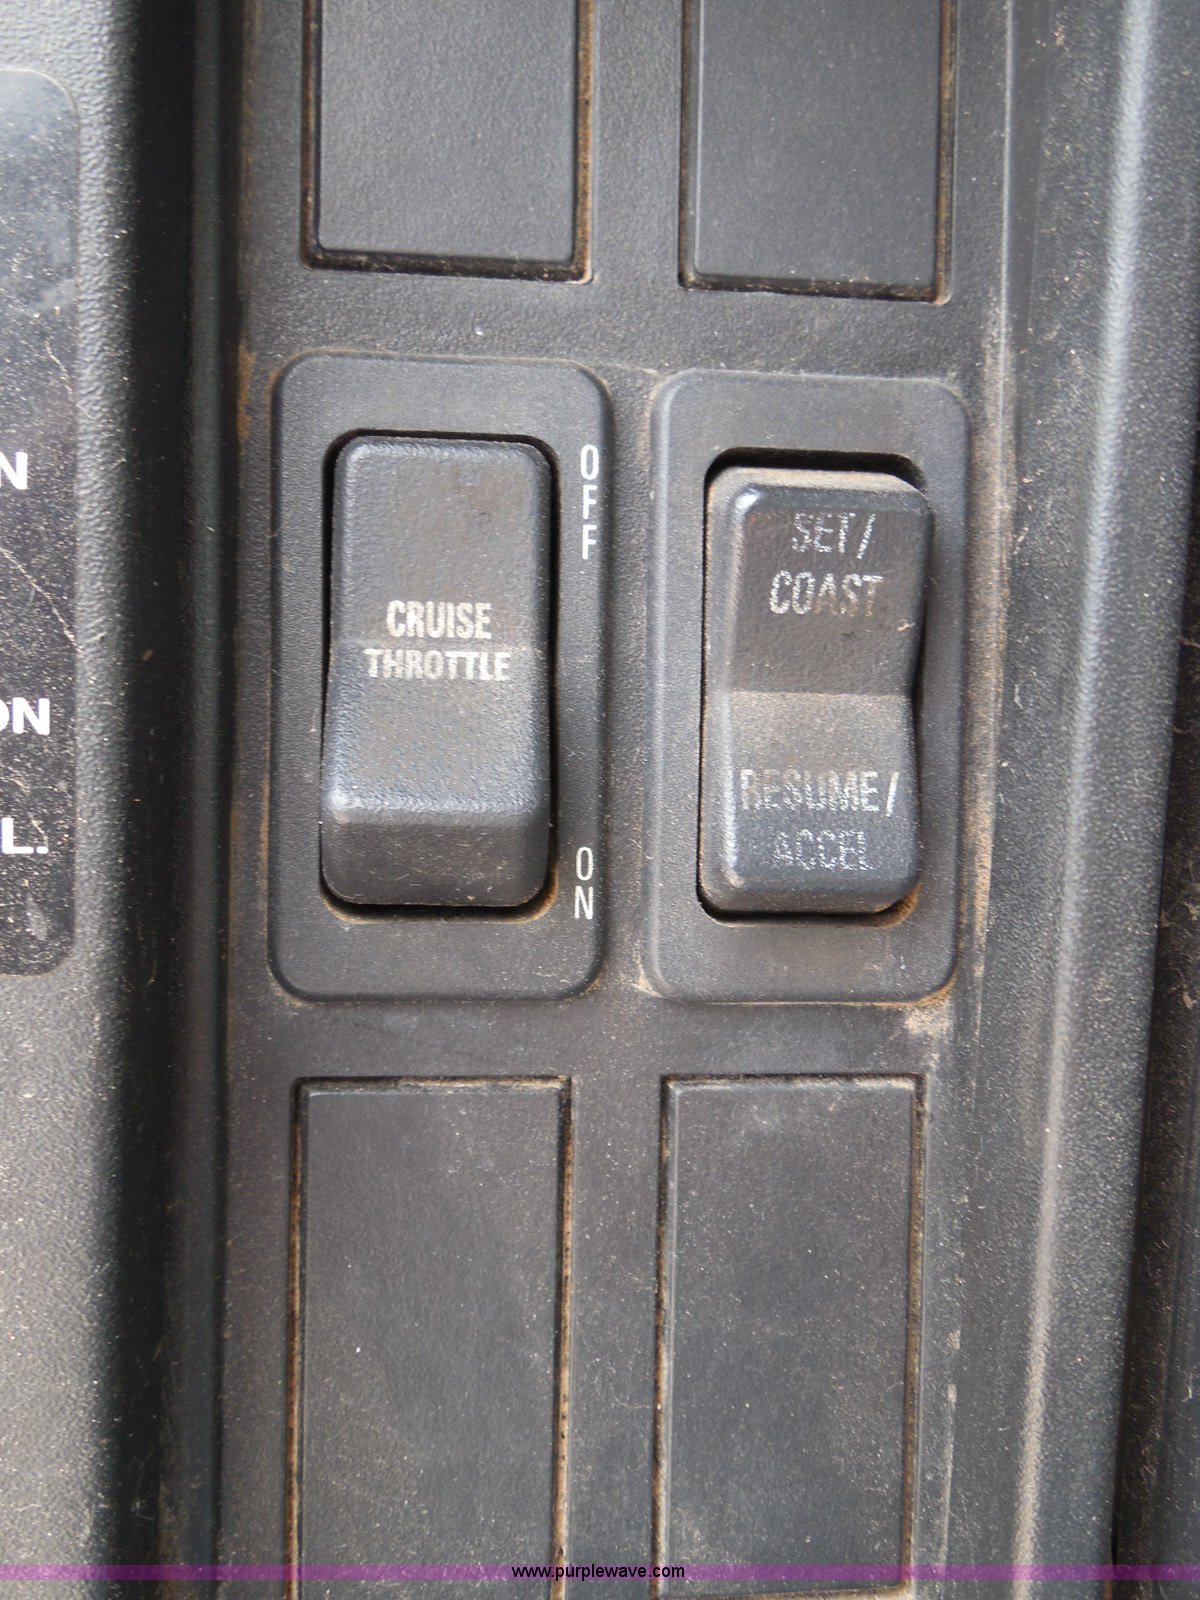 N
ON
L.
OFF
CRUISE
THROTTLE
ON
SET/
COAST
RESUME/
ACCEL
www.purplewave.com